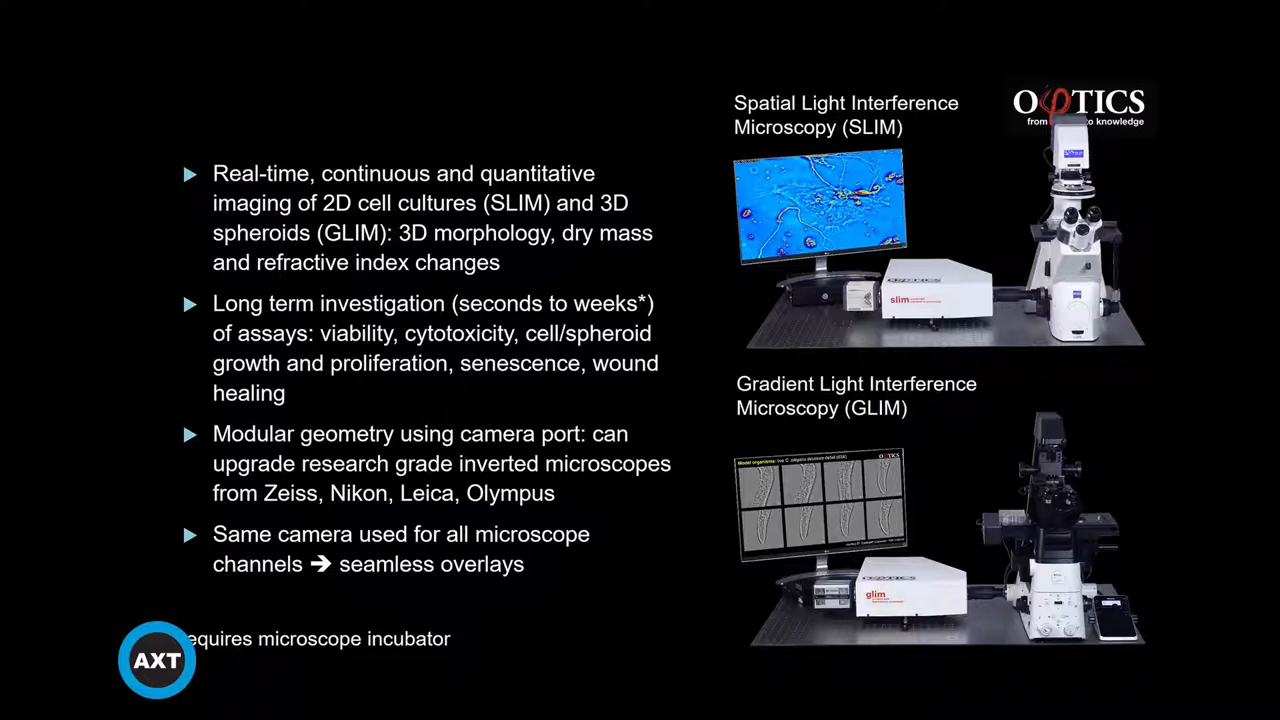 Spatial Light Interference
Microscopy (SLIM)
OφTICS
from to knowledge
Real-time, continuous and quantitative
imaging of 2D cell cultures (SLIM) and 3D
spheroids (GLIM): 3D morphology, dry mass
and refractive index changes
Long term investigation (seconds to weeks*)
of assays: viability, cytotoxicity, cell/spheroid
growth and proliferation, senescence, wound
healing
Modular geometry using camera port: can
upgrade research grade inverted microscopes
from Zeiss, Nikon, Leica, Olympus
Same camera used for all microscope
channels ➔ seamless overlays
equires microscope incubator
AXT
slim
Gradient Light Interference
Microscopy (GLIM)
OφTICS
OφTICS
glim